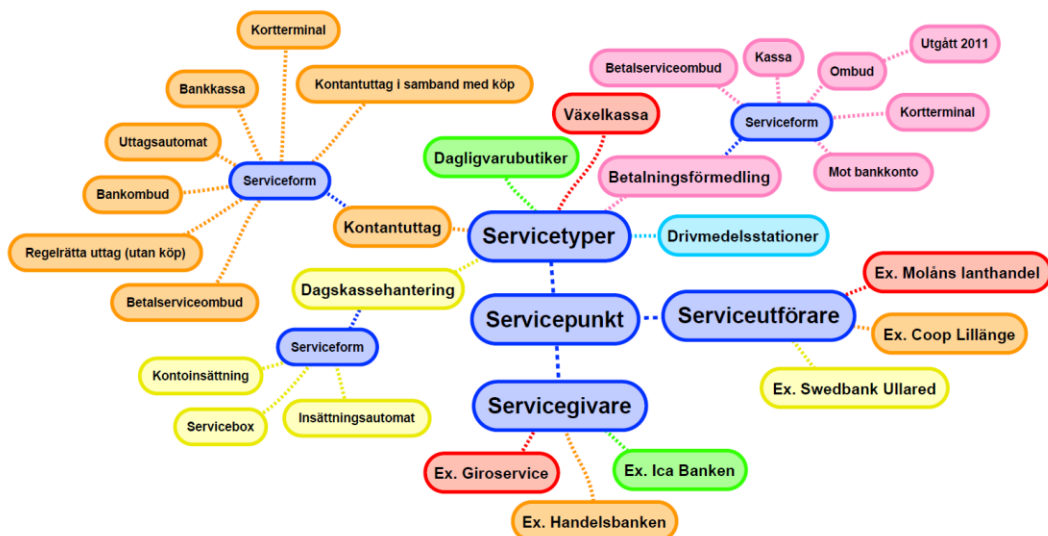 Kortterminal
Kontantuttag i samband med köp
Bankkassa
Uttagsautomat
Serviceform
Bankombud
Regelrätta uttag (utan köp)
Betalserviceombud
Kontantuttag
Dagligvarubutiker
Växelkassa
Betalserviceombud
Kassa
Ombud
Utgått 2011
Serviceform
Kortterminal
Mot bankkonto
Betalningsförmedling
Servicetyper
Drivmedelsstationer
Dagskassehantering
Serviceform
Kontoinsättning
Servicebox
Insättningsautomat
Servicepunkt
Serviceutförare
Ex. Molåns lanthandel
Ex. Coop Lillänge
Ex. Swedbank Ullared
Servicegivare
Ex. Giroservice
Ex. Ica Banken
Ex. Handelsbanken